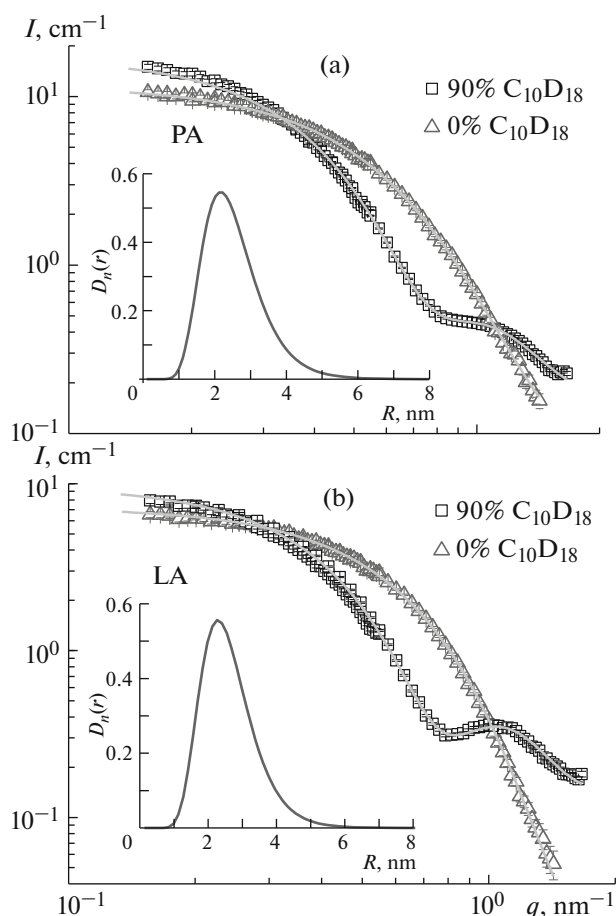 I, cm⁻¹
(a)
10¹
90% C₁₀D₁₈
0% C₁₀D₁₈
PA
0.6
0.4
0.2
Dₙ(r)
0 2 4 6 8
R, nm
10⁰
10⁻¹
I, cm⁻¹
(b)
10¹
90% C₁₀D₁₈
0% C₁₀D₁₈
LA
0.6
0.4
0.2
Dₙ(r)
0 2 4 6 8
R, nm
10⁰
10⁻¹
10⁻¹ 10⁰ q, nm⁻¹